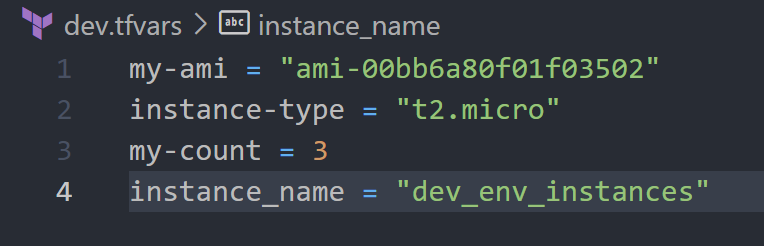 dev.tfvars > abc instance_name
1 my-ami = "ami-00bb6a80f01f03502"
2 instance-type = "t2.micro"
3 my-count = 3
4 instance_name = "dev_env_instances"